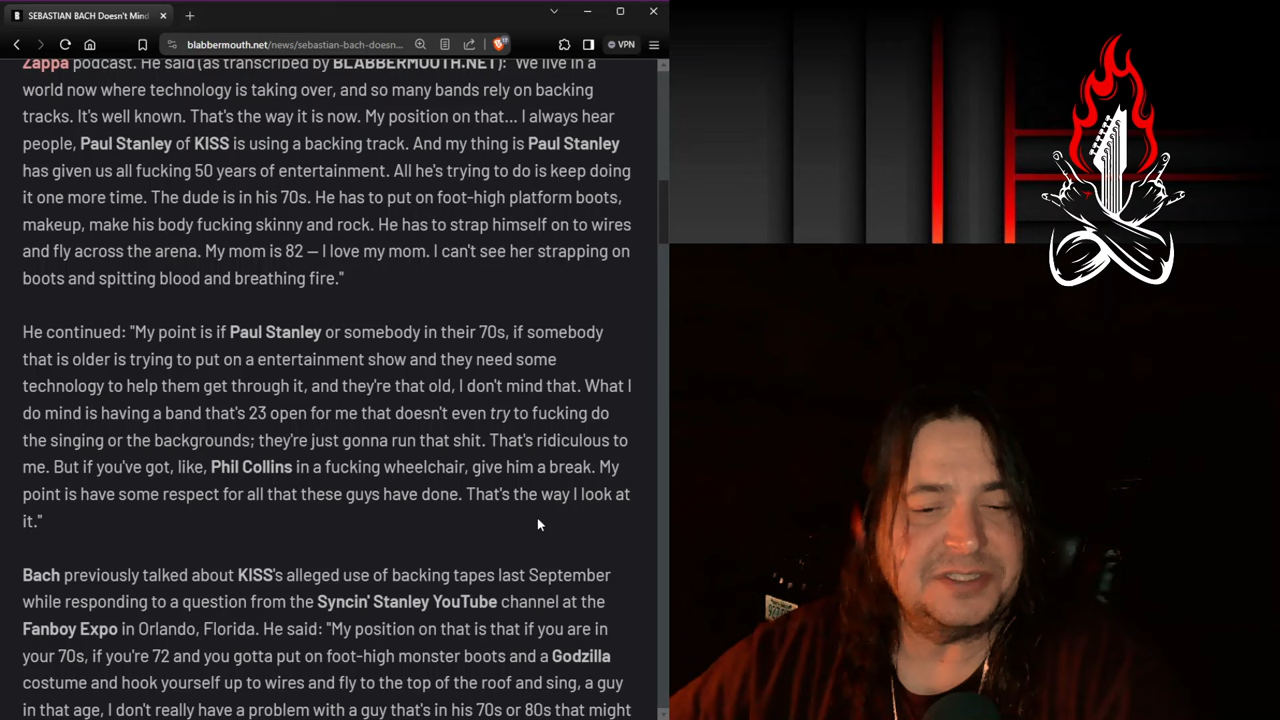 SEBASTIAN BACH Doesn't Mind
blabbermouth.net/news/sebastian-bach-doesn...
VPN
Zappa podcast. He said (as transcribed by BLABBERMOUTH.NET): "We live in a
world now where technology is taking over, and so many bands rely on backing
tracks. It's well known. That's the way it is now. My position on that... I always hear
people, Paul Stanley of KISS is using a backing track. And my thing is Paul Stanley
has given us all fucking 50 years of entertainment. All he's trying to do is keep doing
it one more time. The dude is in his 70s. He has to put on foot-high platform boots,
makeup, make his body fucking skinny and rock. He has to strap himself on to wires
and fly across the arena. My mom is 82 — I love my mom. I can't see her strapping on
boots and spitting blood and breathing fire."
He continued: "My point is if Paul Stanley or somebody in their 70s, if somebody
that is older is trying to put on a entertainment show and they need some
technology to help them get through it, and they're that old, I don't mind that. What I
do mind is having a band that's 23 open for me that doesn't even try to fucking do
the singing or the backgrounds; they're just gonna run that shit. That's ridiculous to
me. But if you've got, like, Phil Collins in a fucking wheelchair, give him a break. My
point is have some respect for all that these guys have done. That's the way I look at
it."
Bach previously talked about KISS's alleged use of backing tapes last September
while responding to a question from the Syncin' Stanley YouTube channel at the
Fanboy Expo in Orlando, Florida. He said: "My position on that is that if you are in
your 70s, if you're 72 and you gotta put on foot-high monster boots and a Godzilla
costume and hook yourself up to wires and fly to the top of the roof and sing, a guy
in that age, I don't really have a problem with a guy that's in his 70s or 80s that might